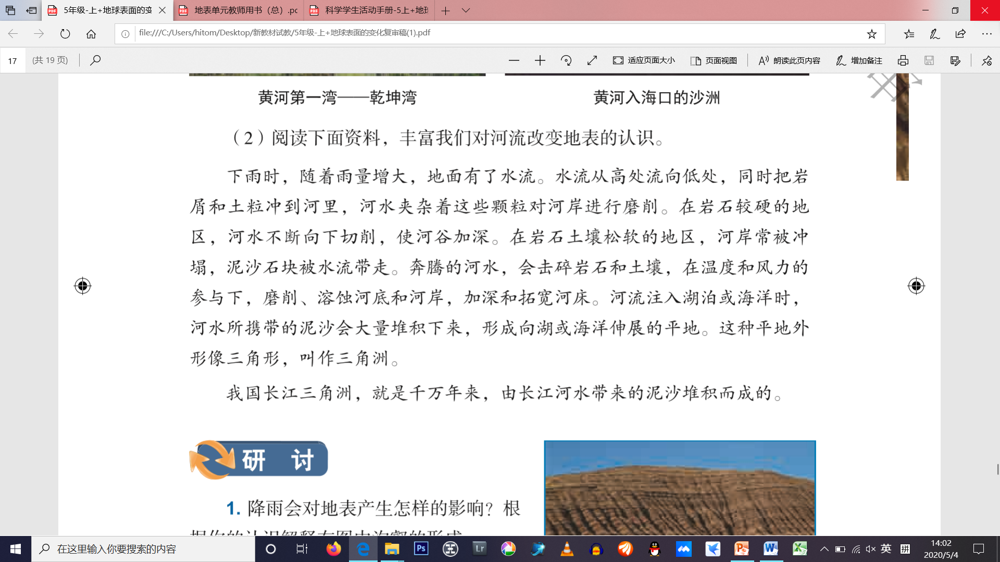 5年级-上+地球表面的变
地表单元教师用书（总）.pc
科学学生活动手册-5上+地球
file:///C:/Users/hitom/Desktop/新教材试教/5年级-上+地球表面的变化复审稿(1).pdf
17 (共 19 页)
适应页面大小 页面视图 朗读此页内容 增加备注
黄河第一湾——乾坤湾
黄河入海口的沙洲
（2）阅读下面资料，丰富我们对河流改变地表的认识。
下雨时，随着雨量增大，地面有了水流。水流从高处流向低处，同时把岩
屑和土粒冲到河里，河水夹杂着这些颗粒对河岸进行磨削。在岩石较硬的地
区，河水不断向下切削，使河谷加深。在岩石土壤松软的地区，河岸常被冲
塌，泥沙石块被水流带走。奔腾的河水，会击碎岩石和土壤，在温度和风力的
参与下，磨削、溶蚀河底和河岸，加深和拓宽河床。河流注入湖泊或海洋时，
河水所携带的泥沙会大量堆积下来，形成向湖或海洋伸展的平地。这种平地外
形像三角形，叫作三角洲。
我国长江三角洲，就是千万年来，由长江河水带来的泥沙堆积而成的。
研 讨
1. 降雨会对地表产生怎样的影响？根
据你的认识解释右图中沟壑的形成。
在这里输入你要搜索的内容
Ps
Lr
英
拼
14:02
2020/5/4